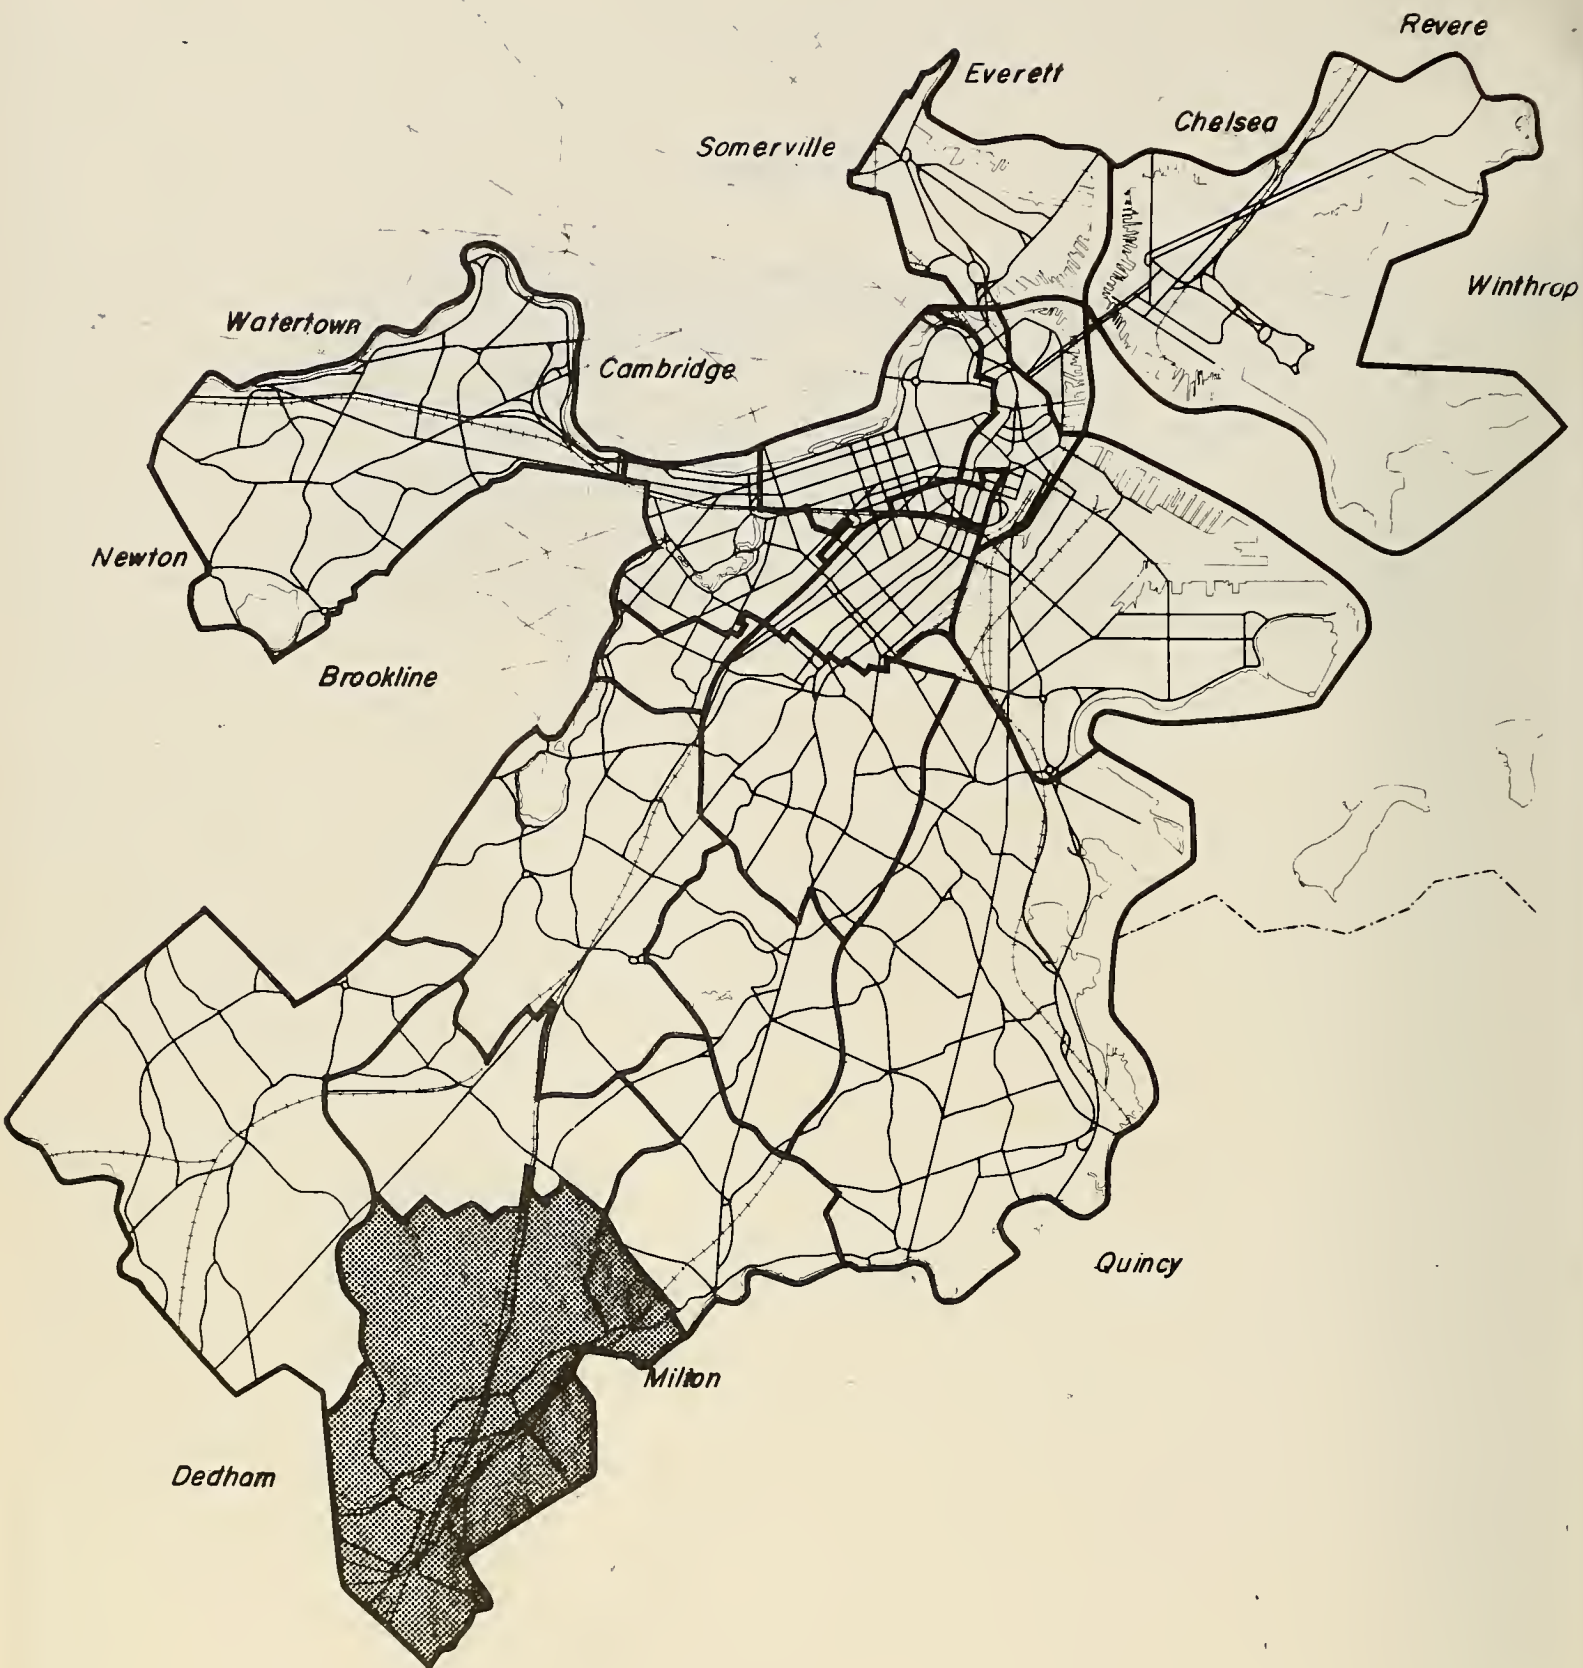 Revere
Everett
Chelsea
Somerville
Winthrop
Watertown
Cambridge
Newton
Brookline
Quincy
Milton
Dedham